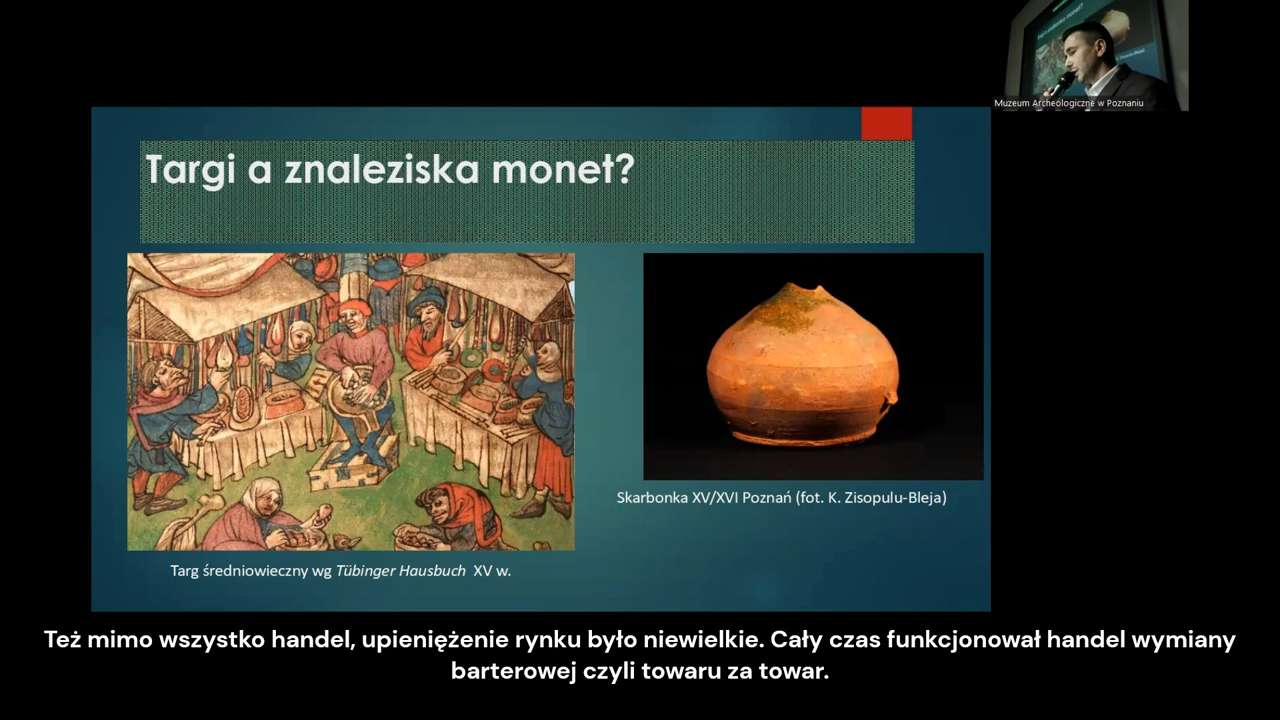 Muzeum Archeologiczne w Poznaniu
Targi a znaleziska monet?
Skarbonka XV/XVI Poznań (fot. K. Zisopulu-Bleja)
Targ średniowieczny wg Tübinger Hausbuch XV w.
Też mimo wszystko handel, upieniężenie rynku było niewielkie. Cały czas funkcjonował handel wymiany
barterowej czyli towaru za towar.